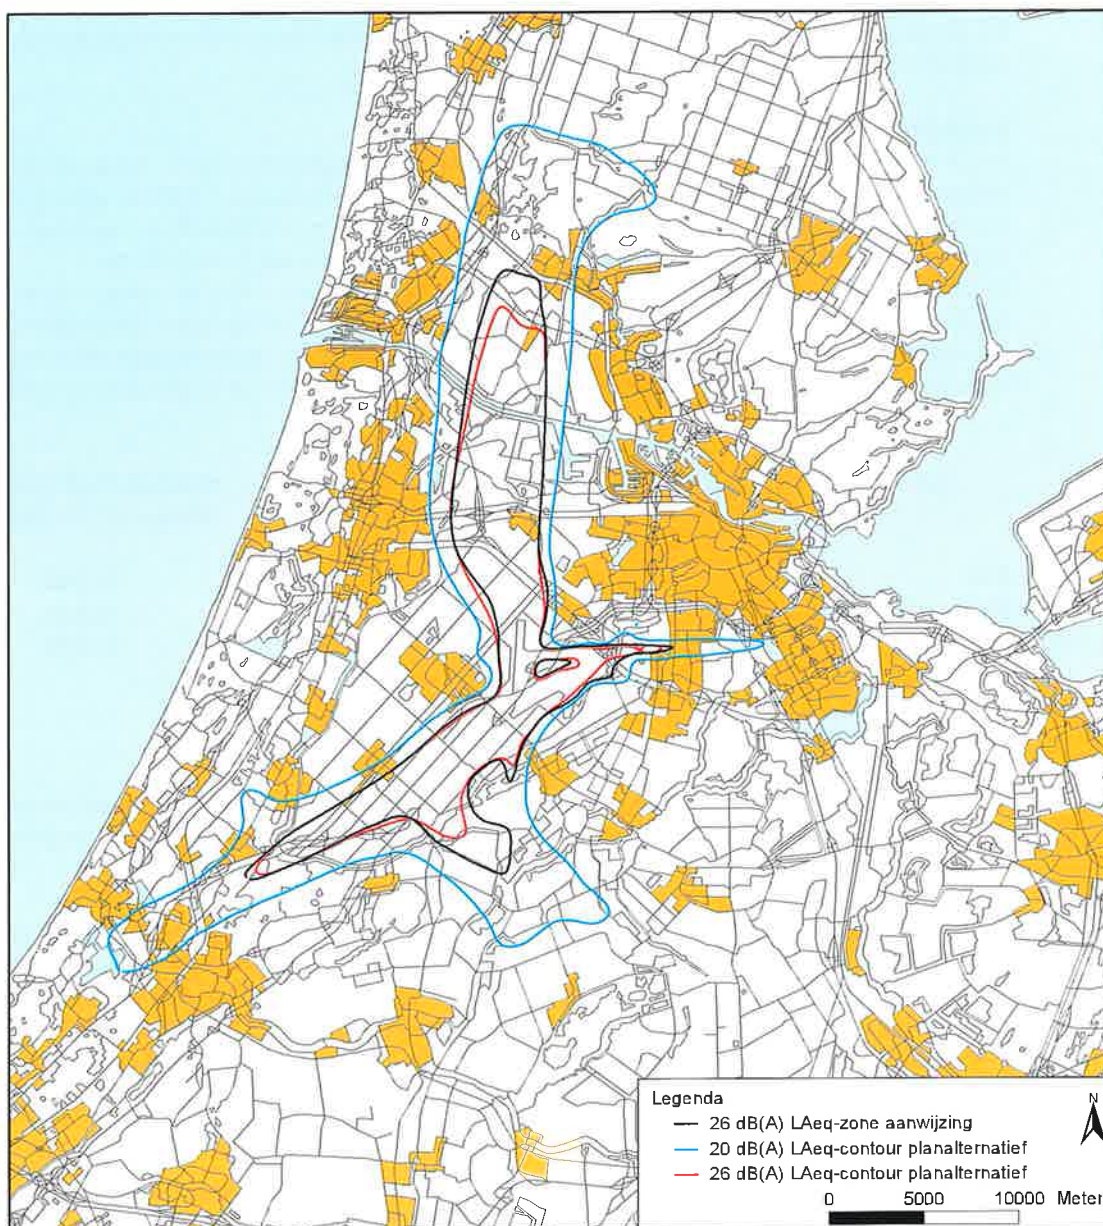 Legenda
26 dB(A) LAeq-zone aanwijzing
20 dB(A) LAeq-contour planalternatief
26 dB(A) LAeq-contour planalternatief
N
0 5000 10000 Meter